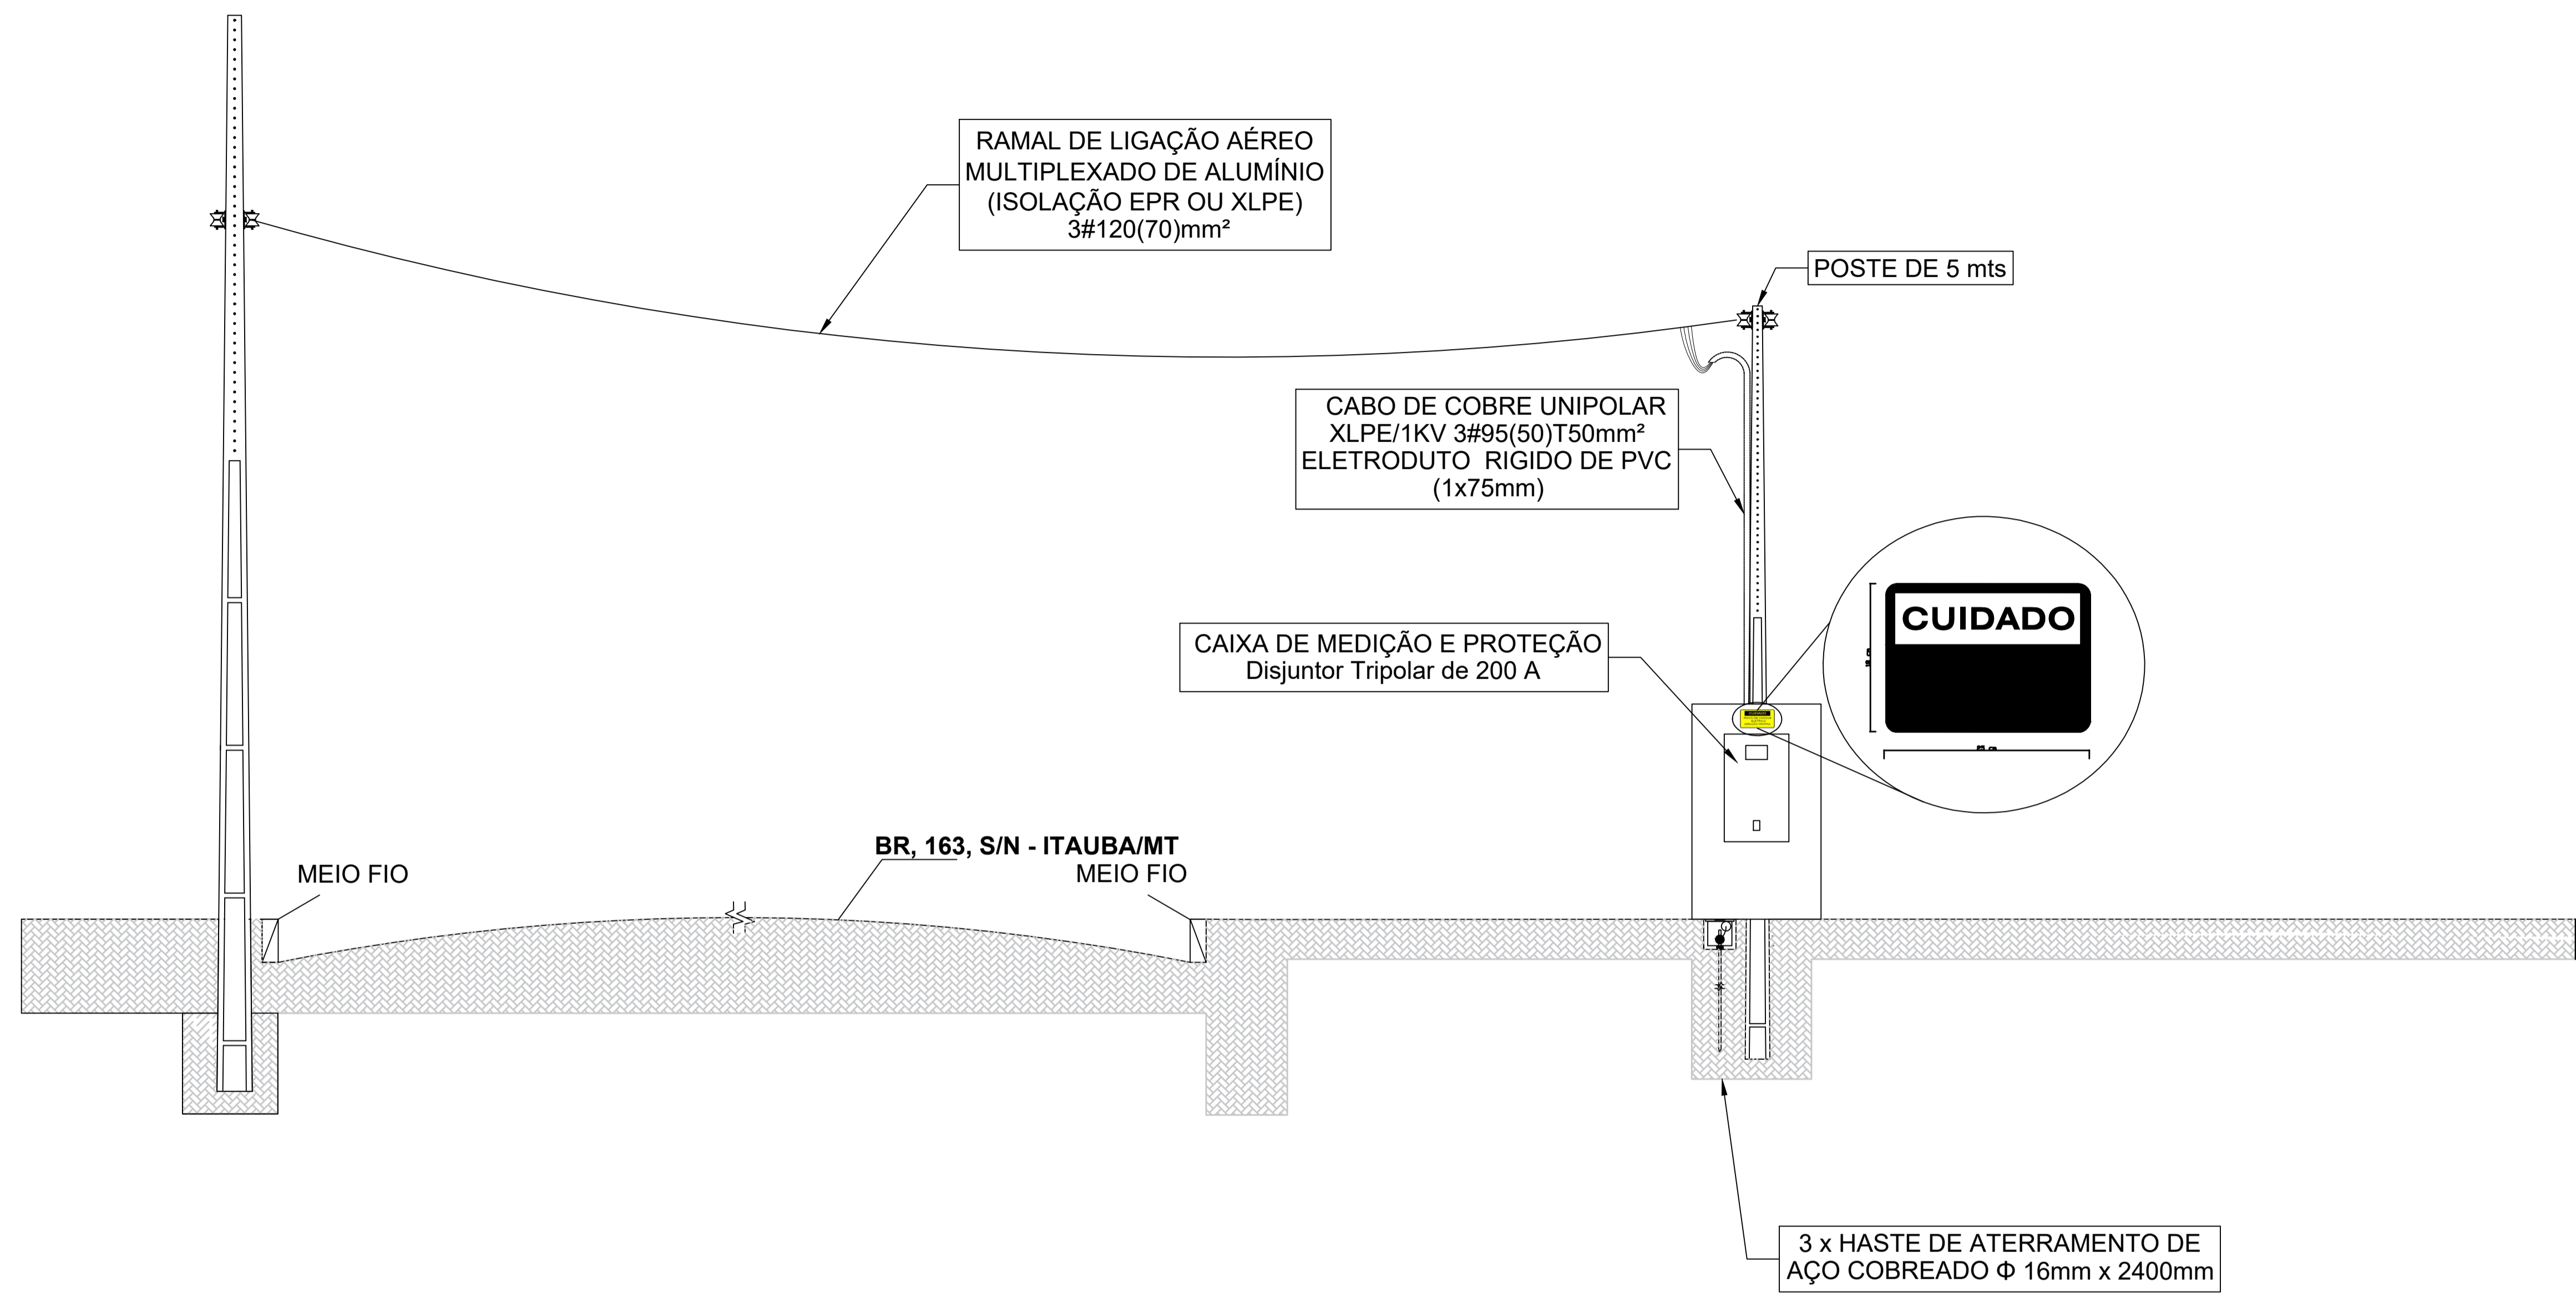 RAMAL DE LIGAÇÃO AÉREO
MULTIPLEXADO DE ALUMÍNIO
(ISOLAÇÃO EPR OU XLPE)
3#120(70)mm²
POSTE DE 5 mts
CABO DE COBRE UNIPOLAR
XLPE/1KV 3#95(50)T50mm²
ELETRODUTO RIGIDO DE PVC
(1x75mm)
CUIDADO
CAIXA DE MEDIÇÃO E PROTEÇÃO
Disjuntor Tripolar de 200 A
BR, 163, S/N - ITAUBA/MT
MEIO FIO
MEIO FIO
3 x HASTE DE ATERRAMENTO DE
AÇO COBREADO Φ 16mm x 2400mm